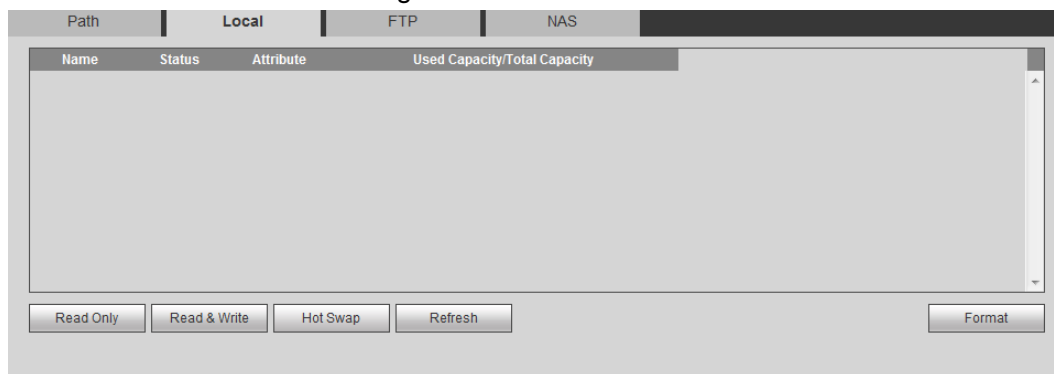 Path Local FTP NAS
Name Status Attribute Used Capacity/Total Capacity
Read Only Read & Write Hot Swap Refresh Format